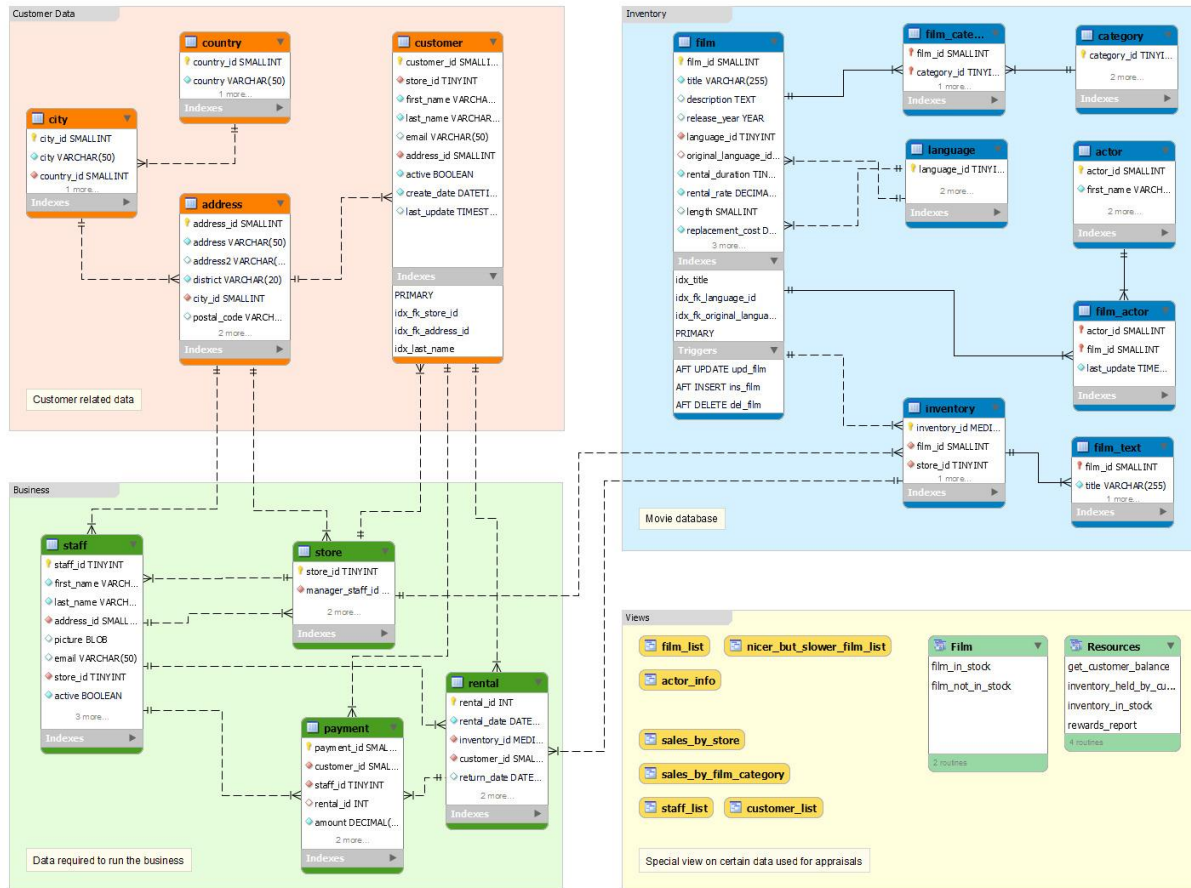 Customer Data
country
country_id SMALLINT
country VARCHAR(50)
1 more...
Indexes
customer
customer_id SMALLI...
store_id TINYINT
first_name VARCHA...
last_name VARCHAR...
email VARCHAR(50)
address_id SMALLINT
active BOOLEAN
create_date DATETI...
last_update TIMEST...
Indexes
PRIMARY
idx_fk_store_id
idx_fk_address_id
idx_last_name
city
city_id SMALLINT
city VARCHAR(50)
country_id SMALLINT
1 more...
Indexes
address
address_id SMALLINT
address VARCHAR(50)
address2 VARCHAR(...
district VARCHAR(20)
city_id SMALLINT
postal_code VARCH...
2 more...
Indexes
Customer related data
Inventory
film
film_id SMALLINT
title VARCHAR(255)
description TEXT
release_year YEAR
language_id TINYINT
original_language_id...
rental_duration TIN...
rental_rate DECIMA...
length SMALLINT
replacement_cost D...
3 more...
Indexes
idx_title
idx_fk_language_id
idx_fk_original_langua...
PRIMARY
Triggers
AFT UPDATE upd_film
AFT INSERT ins_film
AFT DELETE del_film
film_cate...
film_id SMALLINT
category_id TINYI...
1 more...
Indexes
category
category_id TINYI...
2 more...
Indexes
language
language_id TINYI...
2 more...
Indexes
actor
actor_id SMALLINT
first_name VARCH...
2 more...
Indexes
film_actor
actor_id SMALLINT
film_id SMALLINT
last_update TIME...
Indexes
inventory
inventory_id MEDI...
film_id SMALLINT
store_id TINYINT
1 more...
Indexes
film_text
film_id SMALLINT
title VARCHAR(255)
1 more...
Indexes
Movie database
Business
staff
staff_id TINYINT
first_name VARCH...
last_name VARCH...
address_id SMALL...
picture BLOB
email VARCHAR(50)
store_id TINYINT
active BOOLEAN
3 more...
Indexes
store
store_id TINYINT
manager_staff_id ...
2 more...
Indexes
payment
payment_id SMAL...
customer_id SMAL...
staff_id TINYINT
rental_id INT
amount DECIMAL(...
2 more...
Indexes
rental
rental_id INT
rental_date DATE...
inventory_id MEDI...
customer_id SMAL...
return_date DATE...
2 more...
Indexes
Data required to run the business
Views
film_list
nicer_but_slower_film_list
actor_info
sales_by_store
sales_by_film_category
staff_list
customer_list
Film
film_in_stock
film_not_in_stock
2 routines
Resources
get_customer_balance
inventory_held_by_cu...
inventory_in_stock
rewards_report
4 routines
Special view on certain data used for appraisals